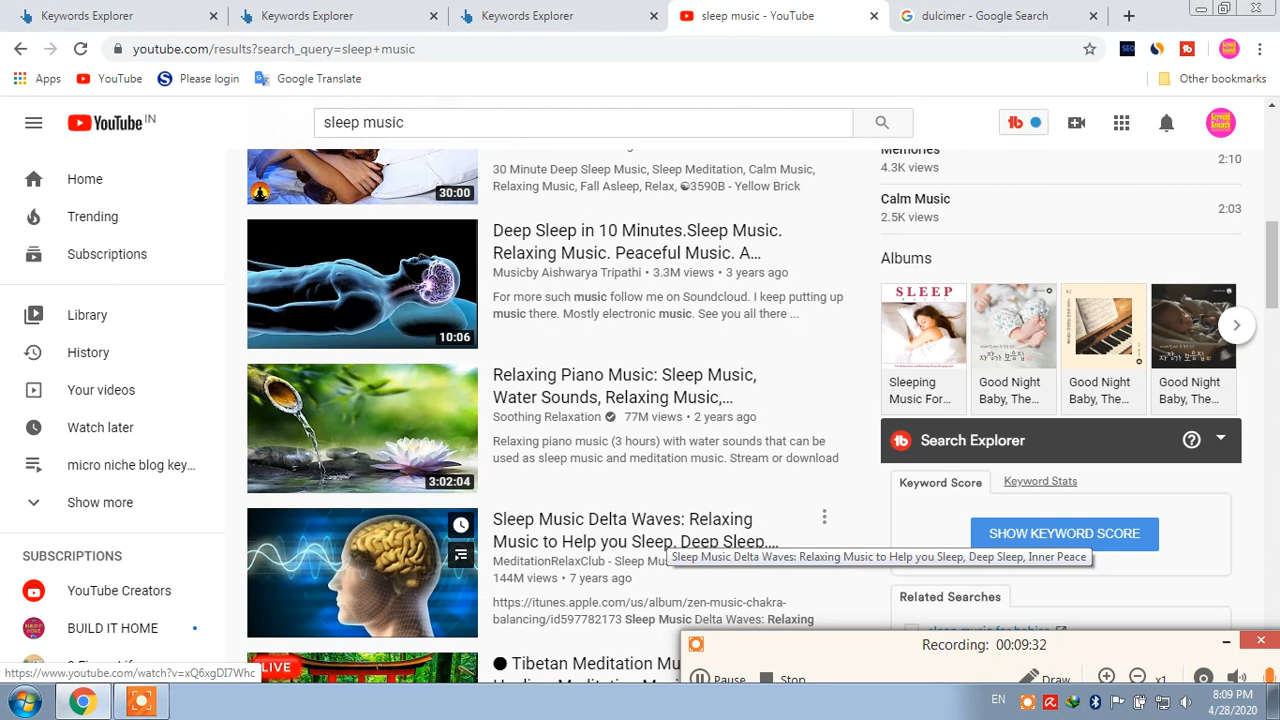 Keywords Explorer
Keywords Explorer
Keywords Explorer
sleep music - YouTube
dulcimer - Google Search
youtube.com/results?search_query=sleep+music
SEO
Apps
YouTube
Please login
Google Translate
Other bookmarks
YouTube IN
sleep music
Home
Trending
Subscriptions
Library
History
Your videos
Watch later
micro niche blog key...
Show more
SUBSCRIPTIONS
YouTube Creators
BUILD IT HOME
https://www.youtube.com/watch?v=xQ6xgDI7Whc
30:00
30 Minute Deep Sleep Music, Sleep Meditation, Calm Music,
Relaxing Music, Fall Asleep, Relax, ☯3590B - Yellow Brick
10:06
Deep Sleep in 10 Minutes.Sleep Music.
Relaxing Music. Peaceful Music. A...
Musicby Aishwarya Tripathi • 3.3M views • 3 years ago
For more such music follow me on Soundcloud. I keep putting up
music there. Mostly electronic music. See you all there ...
3:02:04
Relaxing Piano Music: Sleep Music,
Water Sounds, Relaxing Music,...
Soothing Relaxation 77M views • 2 years ago
Relaxing piano music (3 hours) with water sounds that can be
used as sleep music and meditation music. Stream or download
Sleep Music Delta Waves: Relaxing
Music to Help you Sleep, Deep Sleep,...
Sleep Music Delta Waves: Relaxing Music to Help you Sleep, Deep Sleep, Inner Peace
MeditationRelaxClub - Sleep Mus
144M views • 7 years ago
https://itunes.apple.com/us/album/zen-music-chakra-
balancing/id597782173 Sleep Music Delta Waves: Relaxing
LIVE
● Tibetan Meditation Mu
Memories
4.3K views
2:10
Calm Music
2.5K views
2:03
Albums
SLEEP
Sleeping
Music For...
Good Night
Baby, The...
Good Night
Baby, The...
Good Night
Baby, The...
Search Explorer
Keyword Score
Keyword Stats
SHOW KEYWORD SCORE
Related Searches
sleep music for babies
Recording: 00:09:32
Pause
Stop
Draw
x1
EN
8:09 PM
4/28/2020